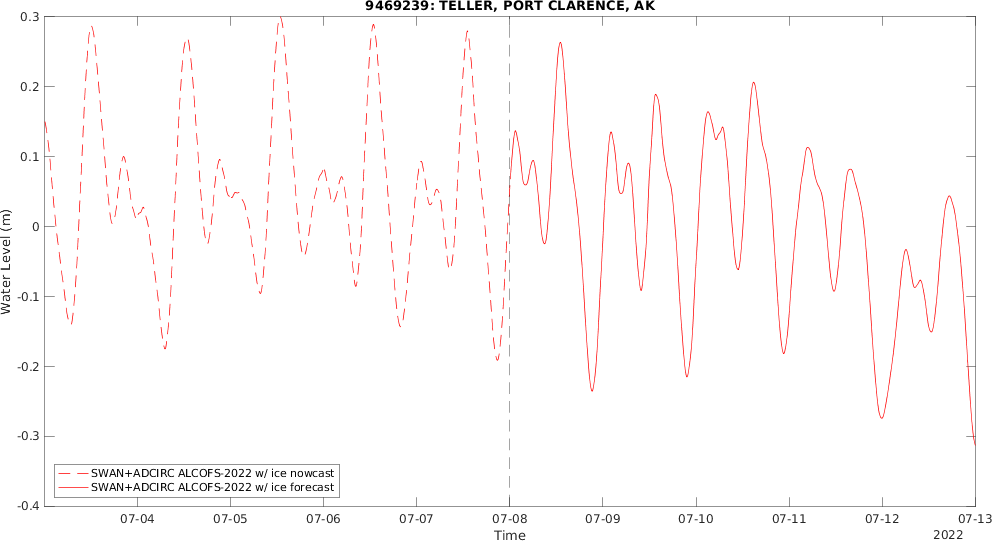 9469239: TELLER, PORT CLARENCE, AK
0.3
0.2
0.1
0
-0.1
-0.2
-0.3
-0.4
Water Level (m)
SWAN+ADCIRC ALCOFS-2022 w/ ice nowcast
SWAN+ADCIRC ALCOFS-2022 w/ ice forecast
07-04 07-05 07-06 07-07 07-08 07-09 07-10 07-11 07-12 07-13
Time
2022